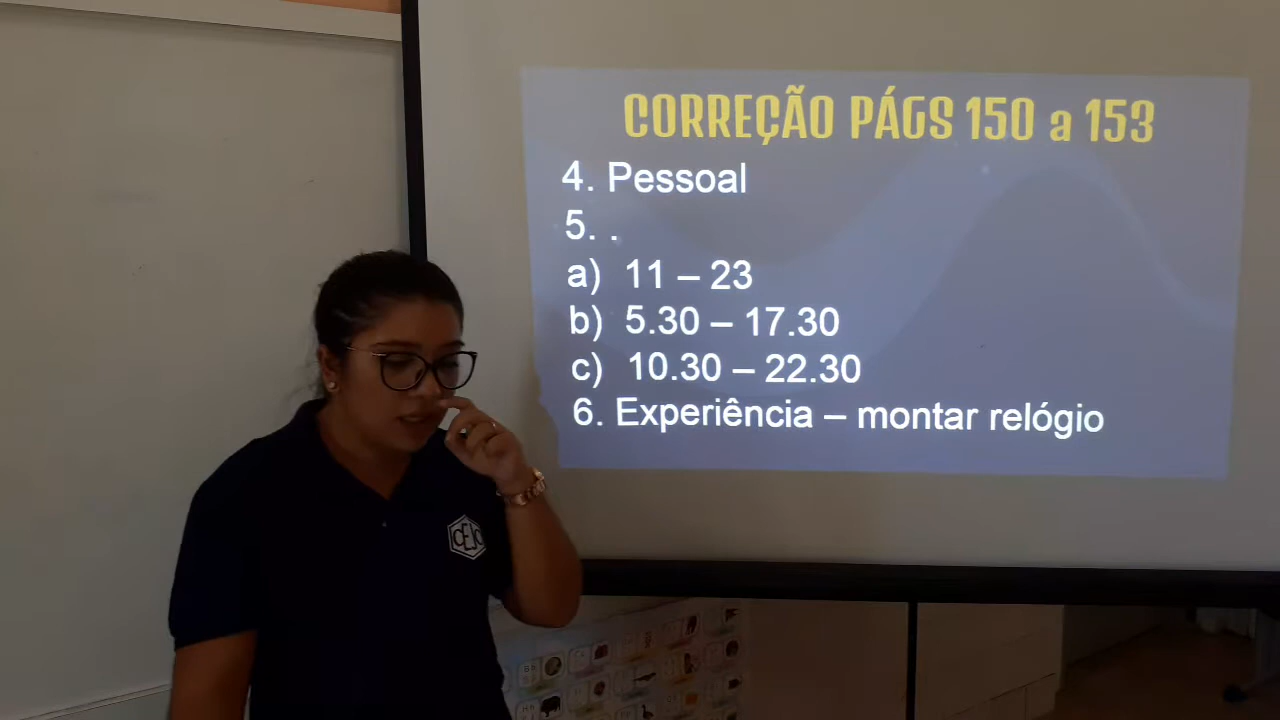 CORREÇÃO PÁGS 150 a 153
4. Pessoal
5. .
a) 11 – 23
b) 5.30 – 17.30
c) 10.30 – 22.30
6. Experiência – montar relógio